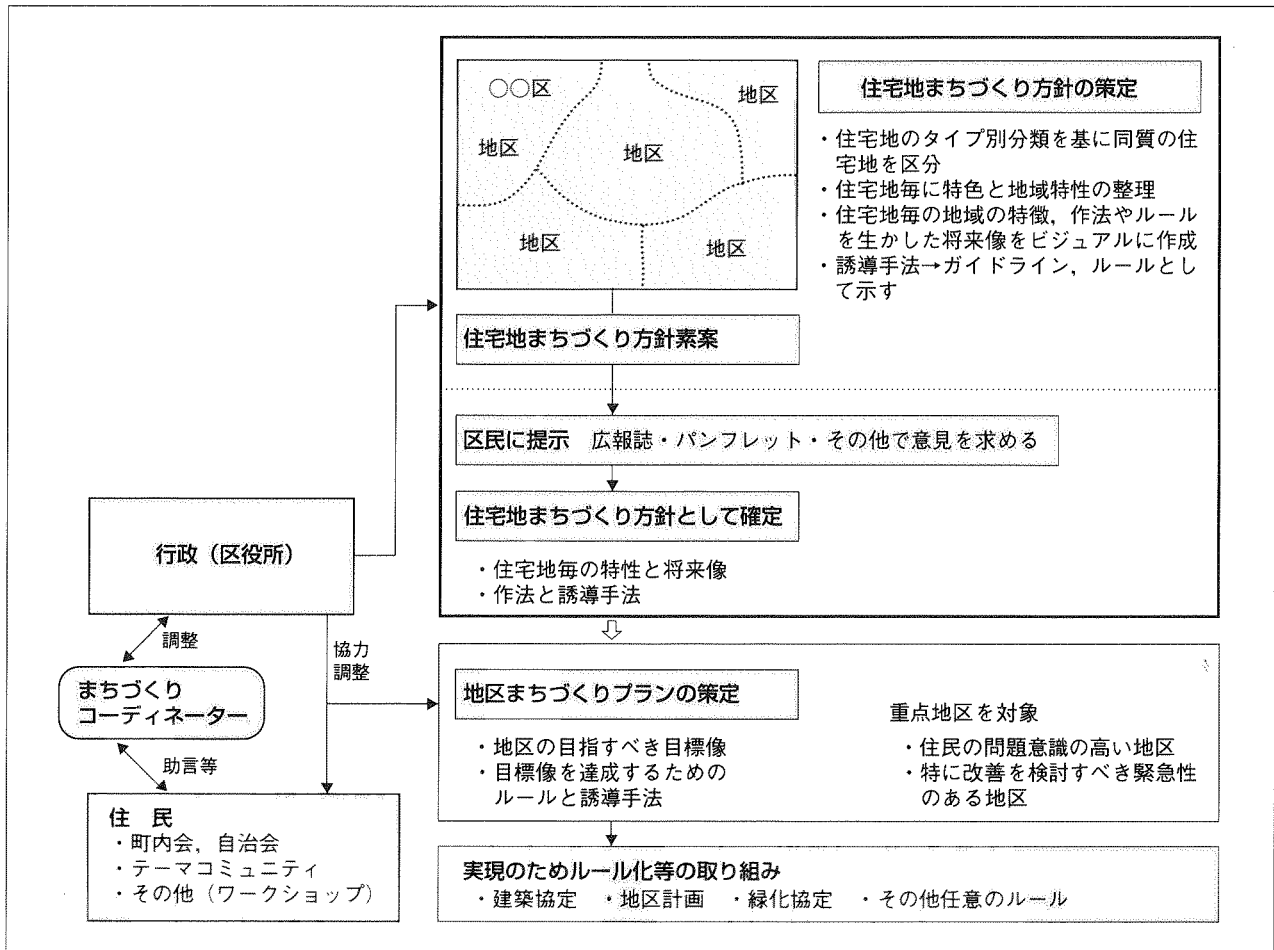 ○○区
地区
地区
地区
地区
地区
住宅地まちづくり方針の策定
・住宅地のタイプ別分類を基に同質の住
宅地を区分
・住宅地毎に特色と地域特性の整理
・住宅地毎の地域の特徴，作法やルール
を生かした将来像をビジュアルに作成
・誘導手法→ガイドライン，ルールとし
て示す
住宅地まちづくり方針素案
区民に提示 広報誌・パンフレット・その他で意見を求める
住宅地まちづくり方針として確定
・住宅地毎の特性と将来像
・作法と誘導手法
行政（区役所）
調整
協力
調整
まちづくり
コーディネーター
助言等
住 民
・町内会，自治会
・テーマコミュニティ
・その他（ワークショップ）
地区まちづくりプランの策定
・地区の目指すべき目標像
・目標像を達成するための
ルールと誘導手法
重点地区を対象
・住民の問題意識の高い地区
・特に改善を検討すべき緊急性
のある地区
実現のためルール化等の取り組み
・建築協定 ・地区計画 ・緑化協定 ・その他任意のルール